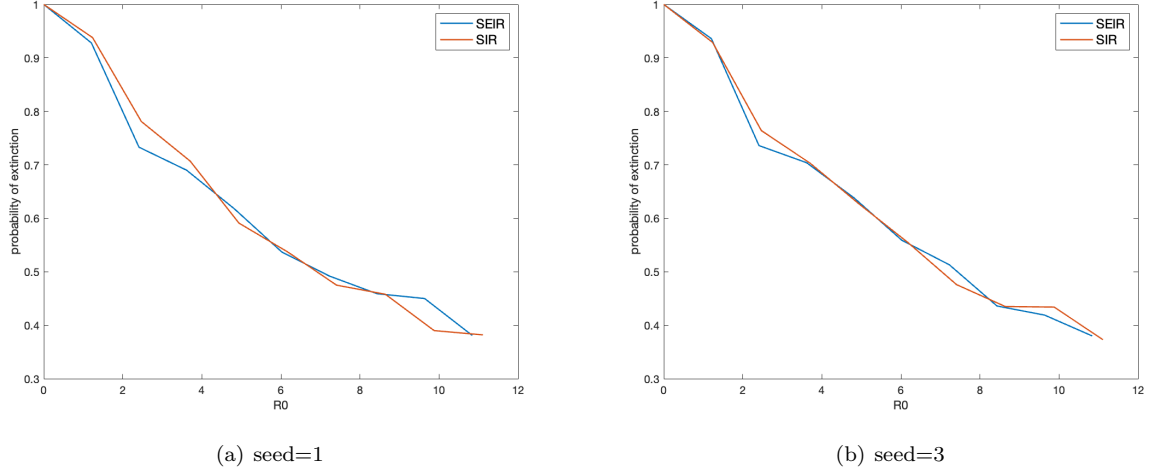 1
0.9
0.8
0.7
0.6
0.5
0.4
0.3
0 2 4 6 8 10 12
probability of extinction
R0
SEIR
SIR
(a) seed=1
1
0.9
0.8
0.7
0.6
0.5
0.4
0.3
0 2 4 6 8 10 12
probability of extinction
R0
SEIR
SIR
(b) seed=3